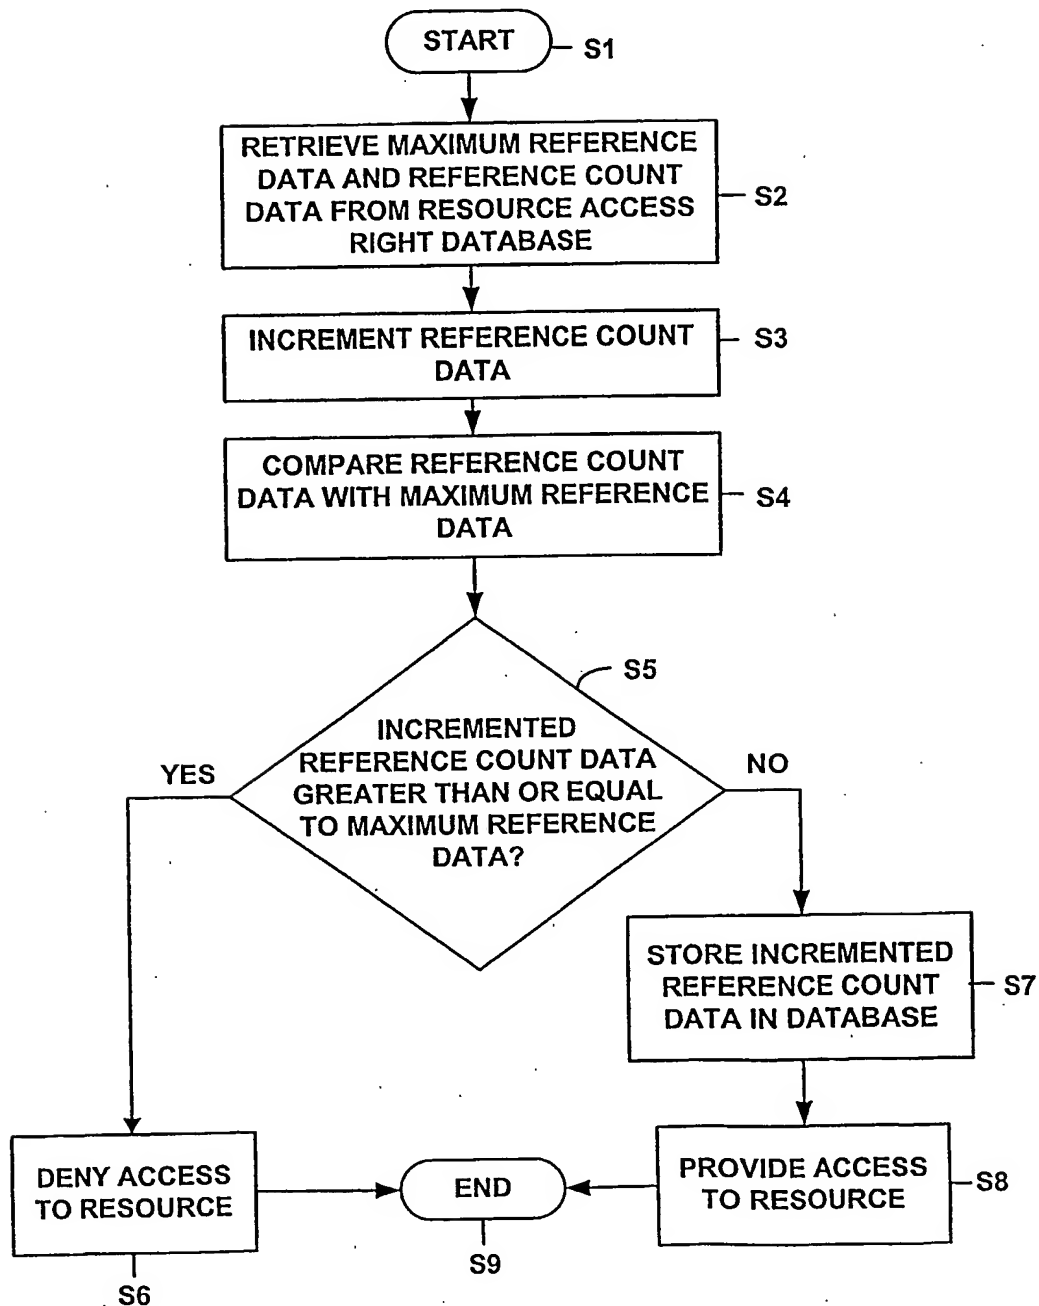 START
S1
RETRIEVE MAXIMUM REFERENCE
DATA AND REFERENCE COUNT
DATA FROM RESOURCE ACCESS
RIGHT DATABASE
S2
INCREMENT REFERENCE COUNT
DATA
S3
COMPARE REFERENCE COUNT
DATA WITH MAXIMUM REFERENCE
DATA
S4
S5
INCREMENTED
REFERENCE COUNT DATA
GREATER THAN OR EQUAL
TO MAXIMUM REFERENCE
DATA?
YES
NO
STORE INCREMENTED
REFERENCE COUNT
DATA IN DATABASE
S7
DENY ACCESS
TO RESOURCE
S6
END
S9
PROVIDE ACCESS
TO RESOURCE
S8